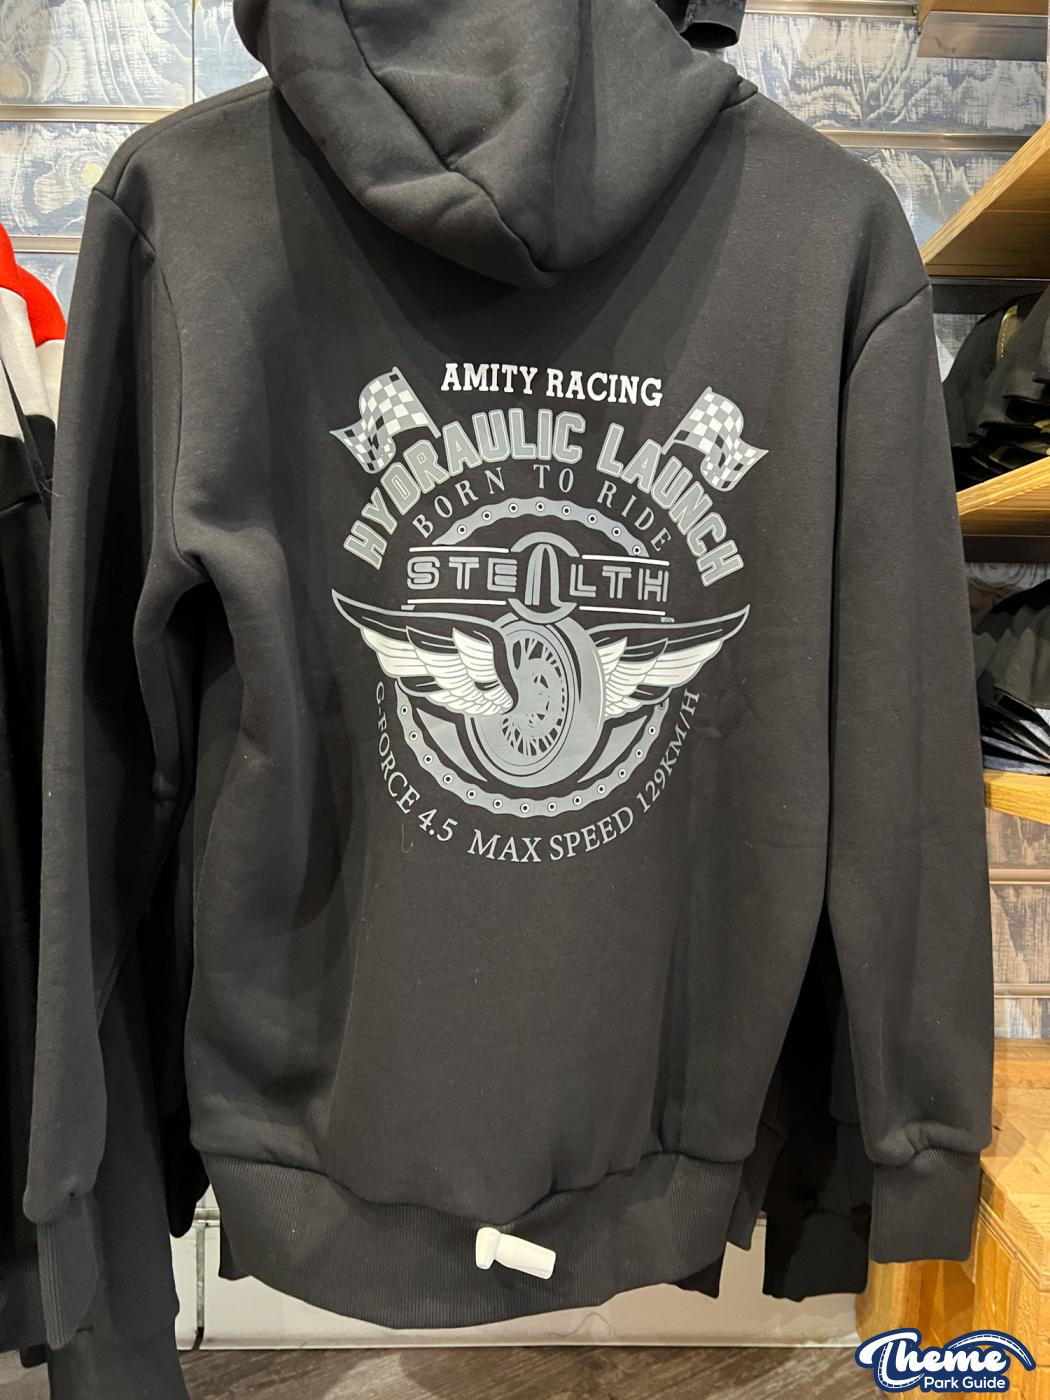 AMITY RACING
HYDRAULIC LAUNCH
BORN TO RIDE
STEALTH
G-FORCE 4.5 MAX SPEED 129KM/H
Theme
Park Guide